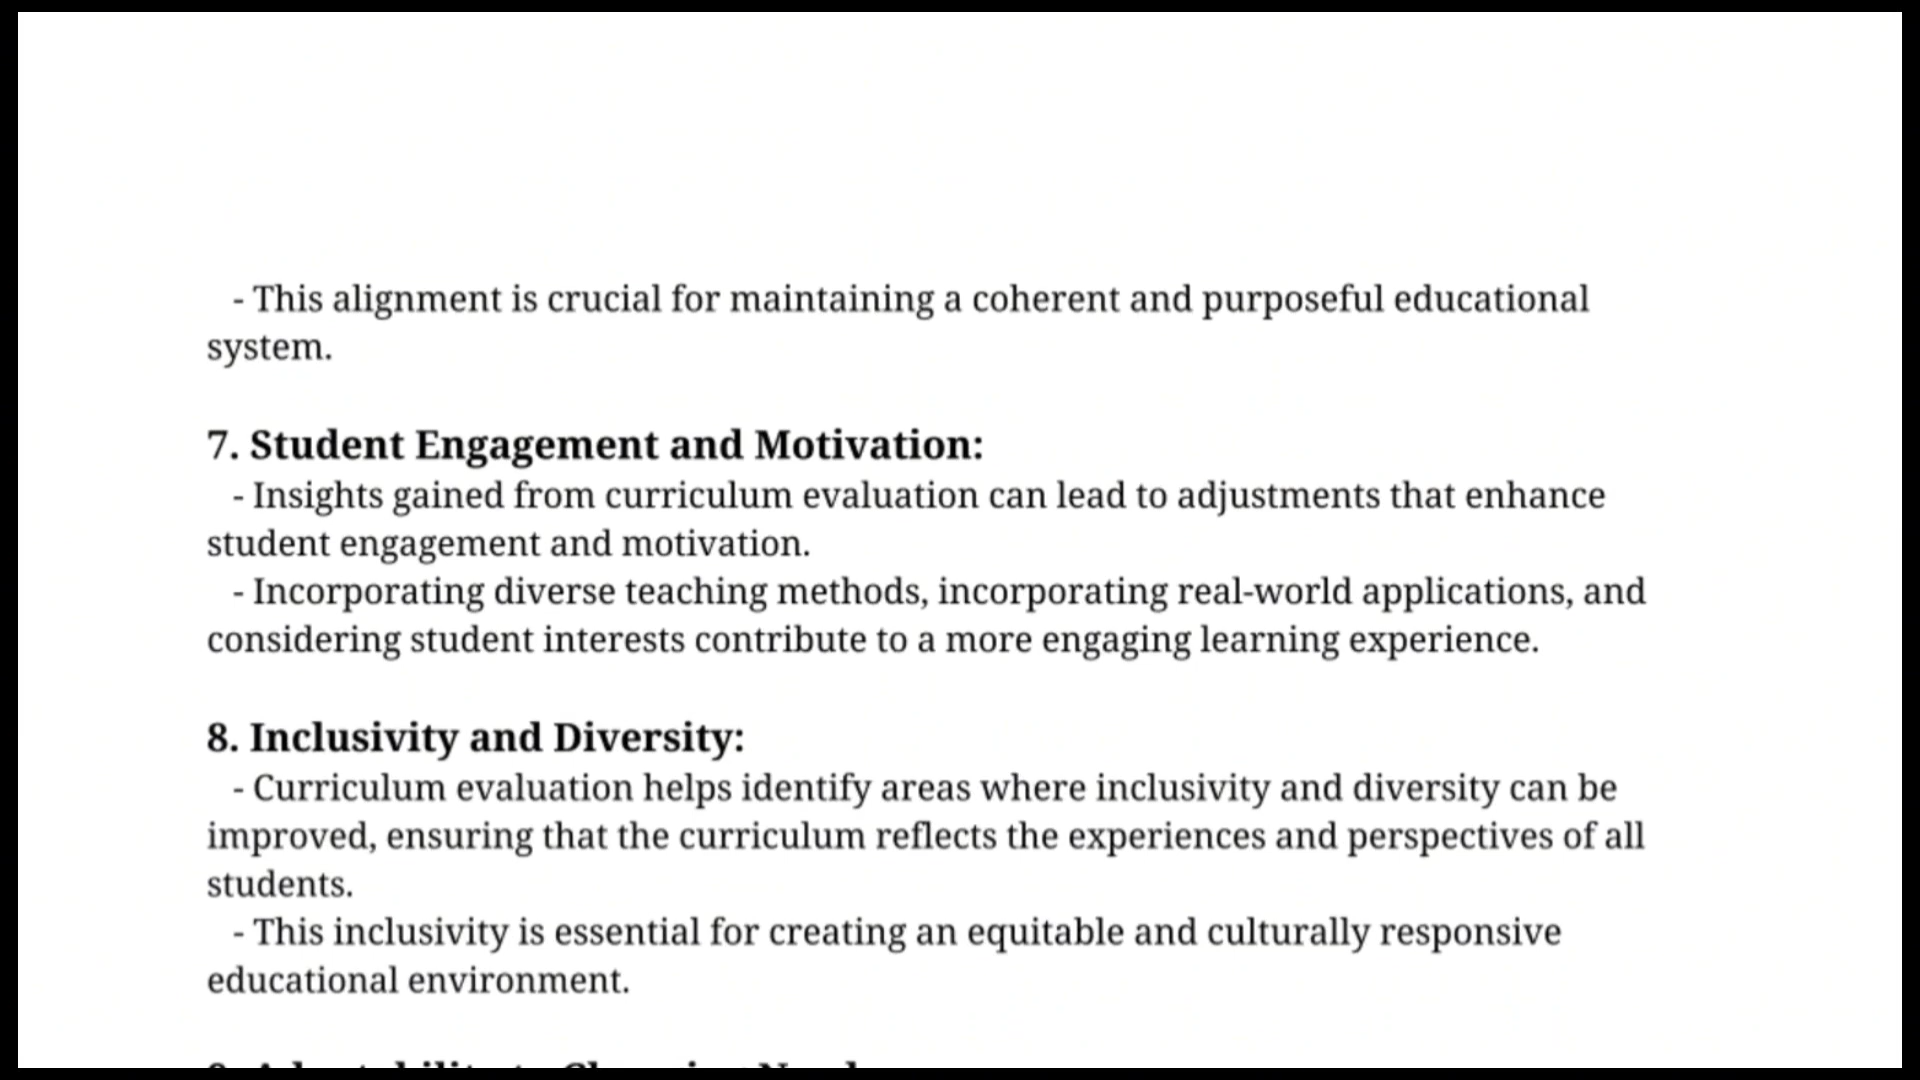 - This alignment is crucial for maintaining a coherent and purposeful educational
system.
7. Student Engagement and Motivation:
- Insights gained from curriculum evaluation can lead to adjustments that enhance
student engagement and motivation.
- Incorporating diverse teaching methods, incorporating real-world applications, and
considering student interests contribute to a more engaging learning experience.
8. Inclusivity and Diversity:
- Curriculum evaluation helps identify areas where inclusivity and diversity can be
improved, ensuring that the curriculum reflects the experiences and perspectives of all
students.
- This inclusivity is essential for creating an equitable and culturally responsive
educational environment.